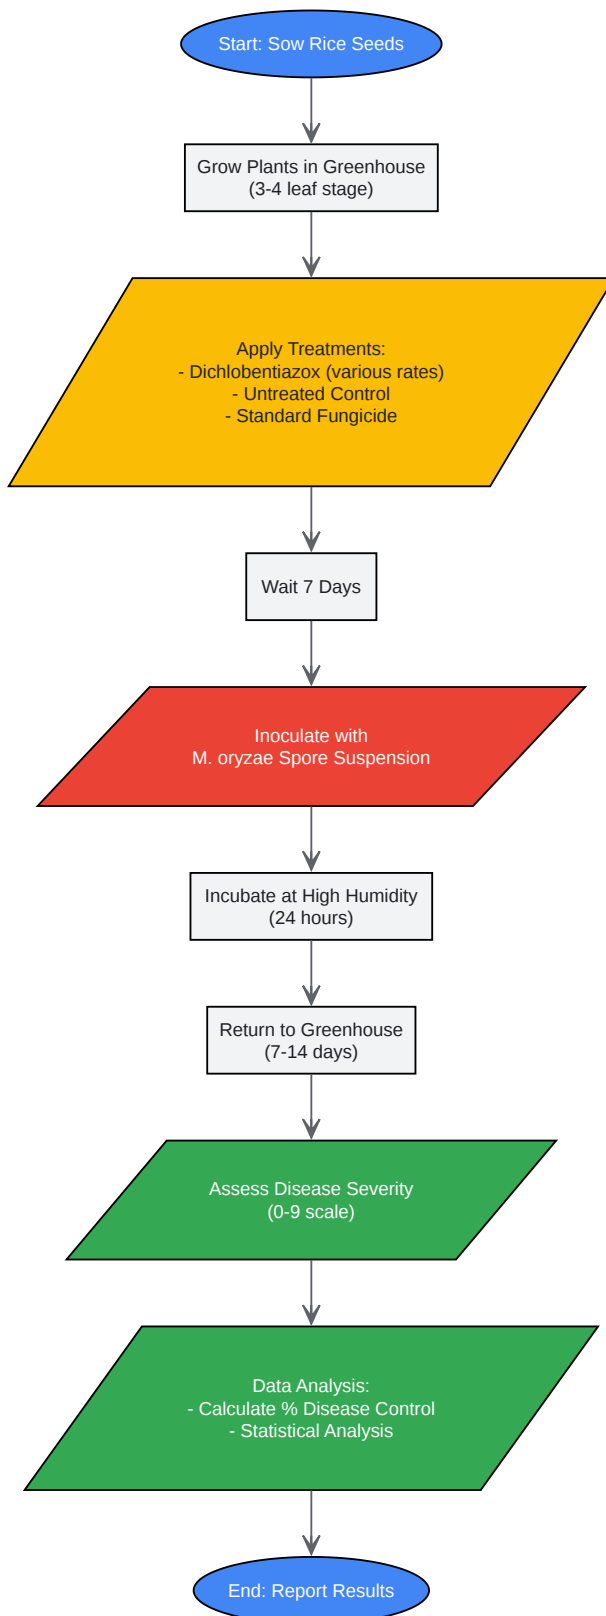 Start: Sow Rice Seeds
Grow Plants in Greenhouse
(3-4 leaf stage)
Apply Treatments:
- Dichlobentiazox (various rates)
- Untreated Control
- Standard Fungicide
Wait 7 Days
Inoculate with
M. oryzae Spore Suspension
Incubate at High Humidity
(24 hours)
Return to Greenhouse
(7-14 days)
Assess Disease Severity
(0-9 scale)
Data Analysis:
- Calculate % Disease Control
- Statistical Analysis
End: Report Results